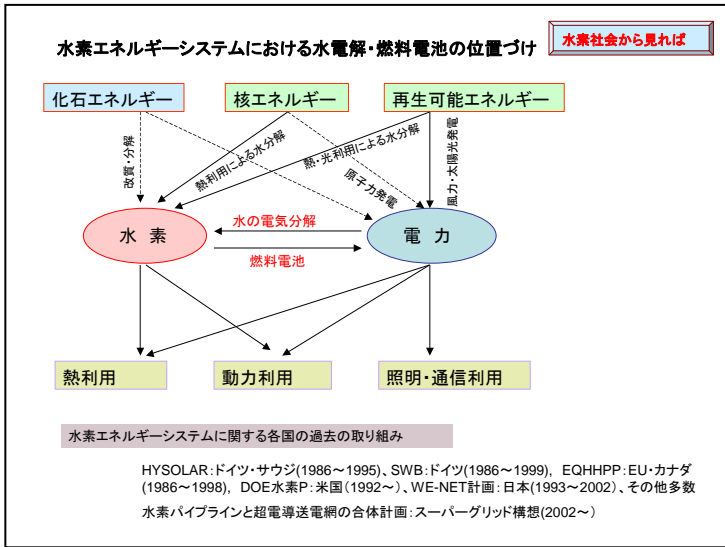 水素エネルギーシステムにおける水電解・燃料電池の位置づけ
水素社会から見れば
化石エネルギー
核エネルギー
再生可能エネルギー
改質・分解
熱利用による水分解
熱・光利用による水分解
原子力発電
風力・太陽光発電
水 素
水の電気分解
燃料電池
電 力
熱利用
動力利用
照明・通信利用
水素エネルギーシステムに関する各国の過去の取り組み
HYSOLAR:ドイツ・サウジ(1986～1995)、SWB:ドイツ(1986～1999), EQHHPP:EU・カナダ
(1986～1998), DOE水素P:米国(1992～)、WE-NET計画:日本(1993～2002)、その他多数
水素パイプラインと超電導送電網の合体計画:スーパーグリッド構想(2002～)